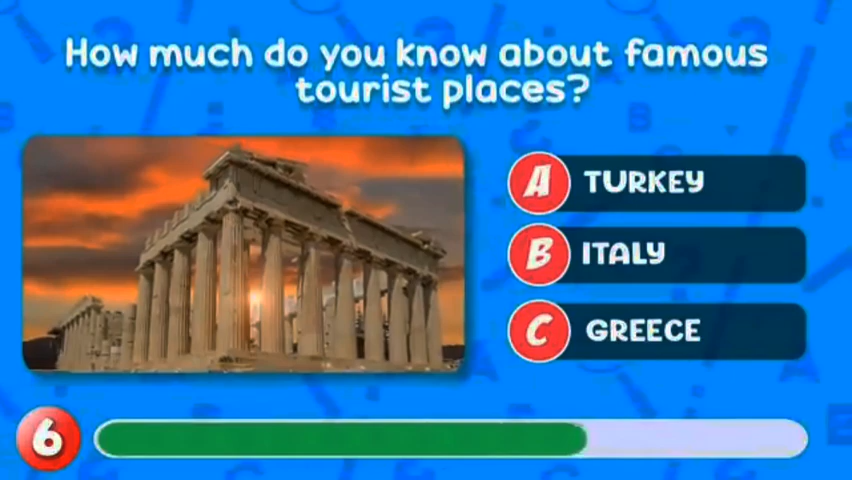 How much do you know about famous
tourist places?
A TURKEY
B ITALY
C GREECE
6